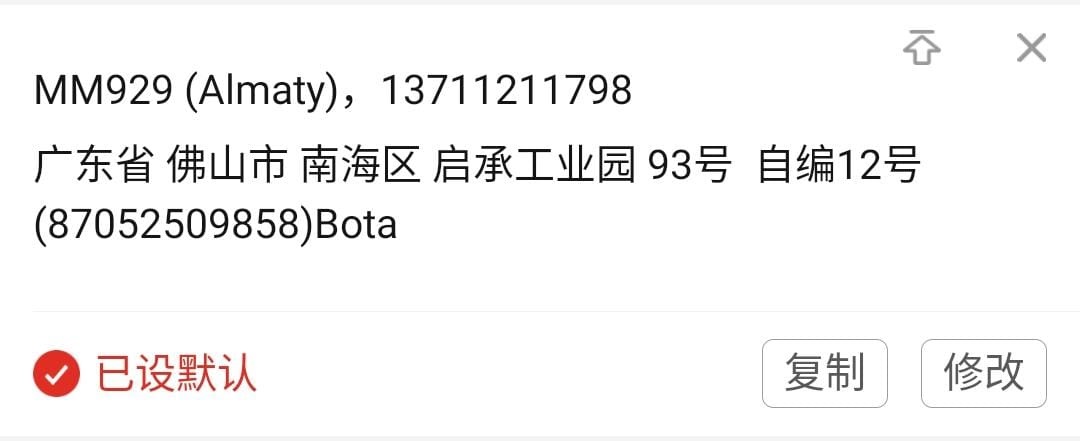 MM929 (Almaty)，13711211798
广东省 佛山市 南海区 启承工业园 93号  自编12号
(87052509858)Bota
已设默认
复制
修改